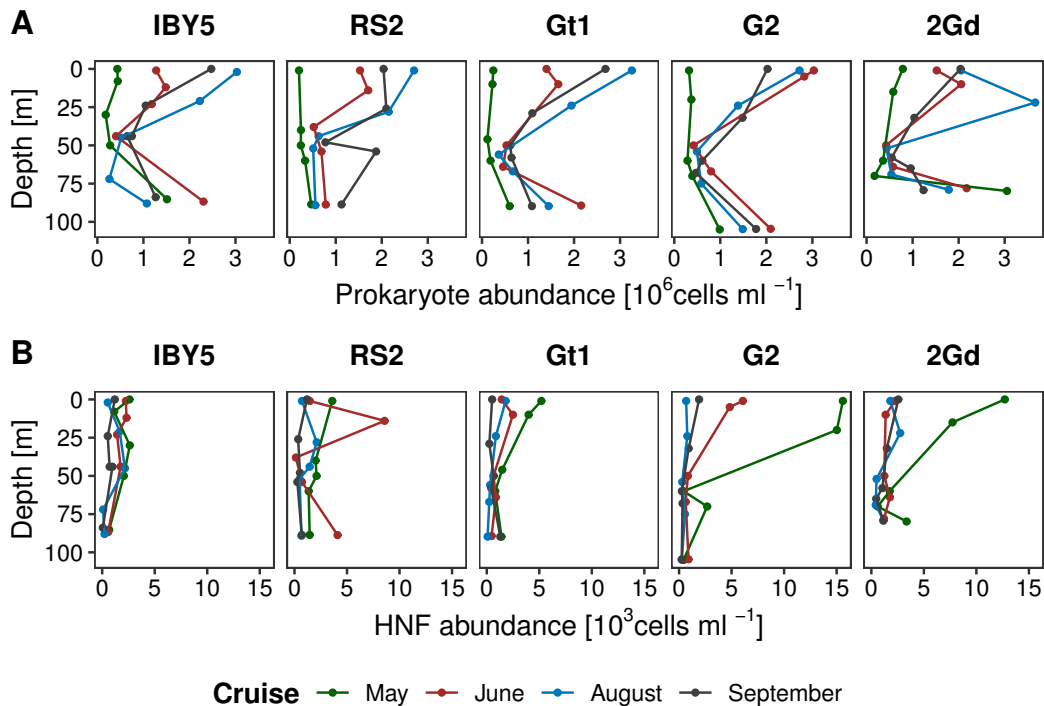 A
IBY5 RS2 Gt1 G2 2Gd
Depth [m]
0
25
50
75
100
0 1 2 3 0 1 2 3 0 1 2 3 0 1 2 3 0 1 2 3
Prokaryote abundance [10⁶cells ml ⁻¹]
B
IBY5 RS2 Gt1 G2 2Gd
Depth [m]
0
25
50
75
100
0 5 10 15 0 5 10 15 0 5 10 15 0 5 10 15 0 5 10 15
HNF abundance [10³cells ml ⁻¹]
Cruise May June August September